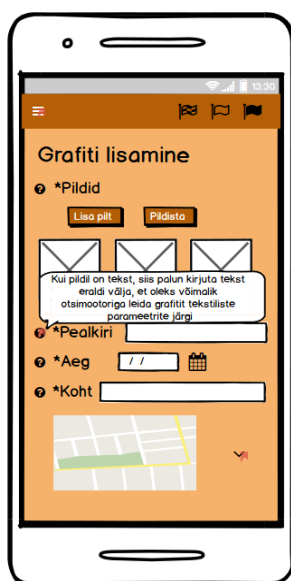 13:30
Grafiti lisamine
*Pildid
Lisa pilt
Pildista
Kui pildil on tekst, siis palun kirjuta tekst
eraldi välja, et oleks võimalik
otsimootoriga leida grafitit tekstiliste
parameetrite järgi
*Pealkiri
*Aeg
/ /
*Koht